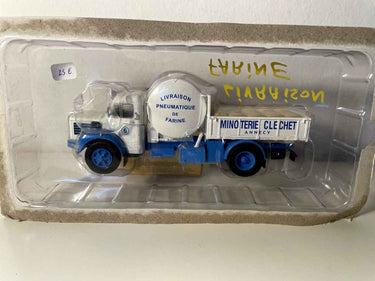 25 €
LIVRAISON
FARINE
LIVRAISON
PNEUMATIQUE
DE
FARINE
MINOTERIE CLECHET
ANNECY